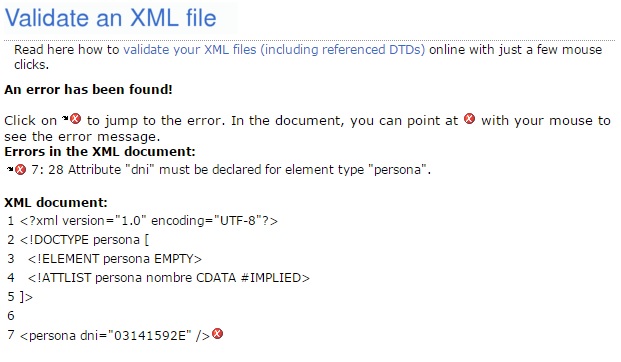 Validate an XML file
Read here how to validate your XML files (including referenced DTDs) online with just a few mouse
clicks.
An error has been found!
Click on to jump to the error. In the document, you can point at with your mouse to
see the error message.
Errors in the XML document:
7: 28 Attribute "dni" must be declared for element type "persona".
XML document:
1 <?xml version="1.0" encoding="UTF-8"?>
2 <!DOCTYPE persona [
3 <!ELEMENT persona EMPTY>
4 <!ATTLIST persona nombre CDATA #IMPLIED>
5 ]>
6
7 <persona dni="03141592E" />